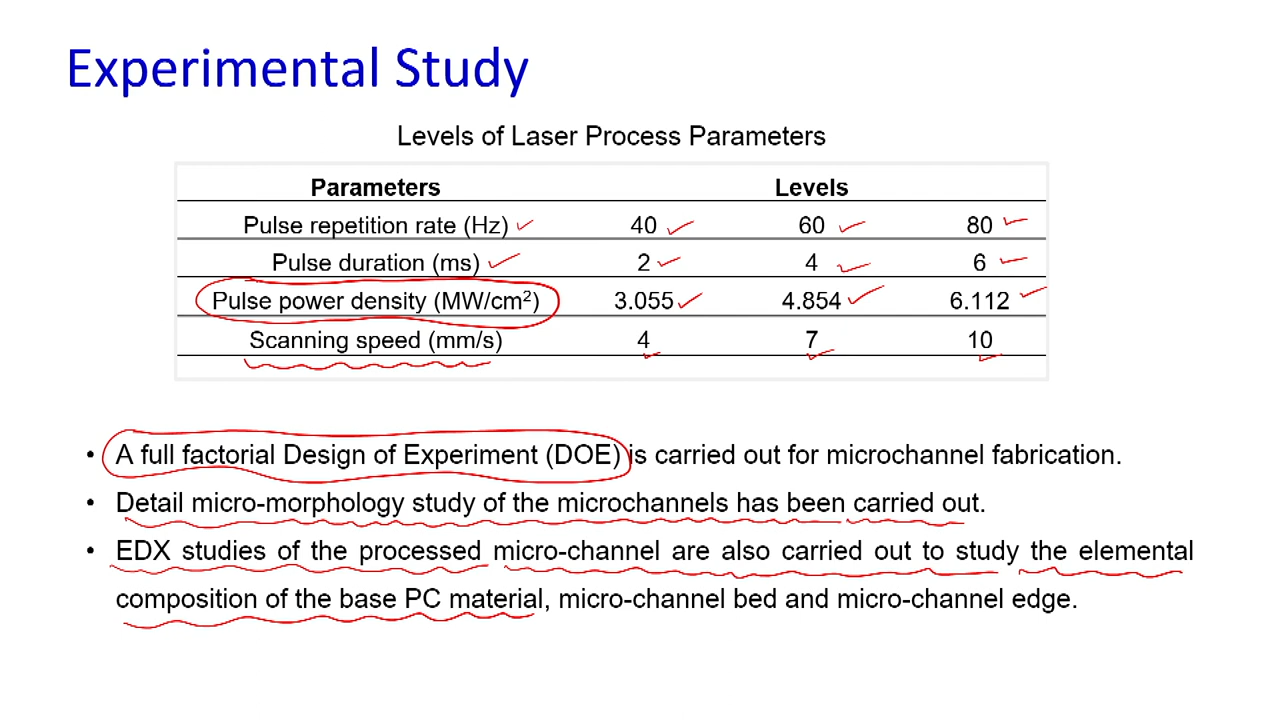 Experimental Study
Levels of Laser Process Parameters
Parameters Levels
Pulse repetition rate (Hz) 40 60 80
Pulse duration (ms) 2 4 6
Pulse power density (MW/cm²) 3.055 4.854 6.112
Scanning speed (mm/s) 4 7 10
• A full factorial Design of Experiment (DOE) is carried out for microchannel fabrication.
• Detail micro-morphology study of the microchannels has been carried out.
• EDX studies of the processed micro-channel are also carried out to study the elemental
composition of the base PC material, micro-channel bed and micro-channel edge.